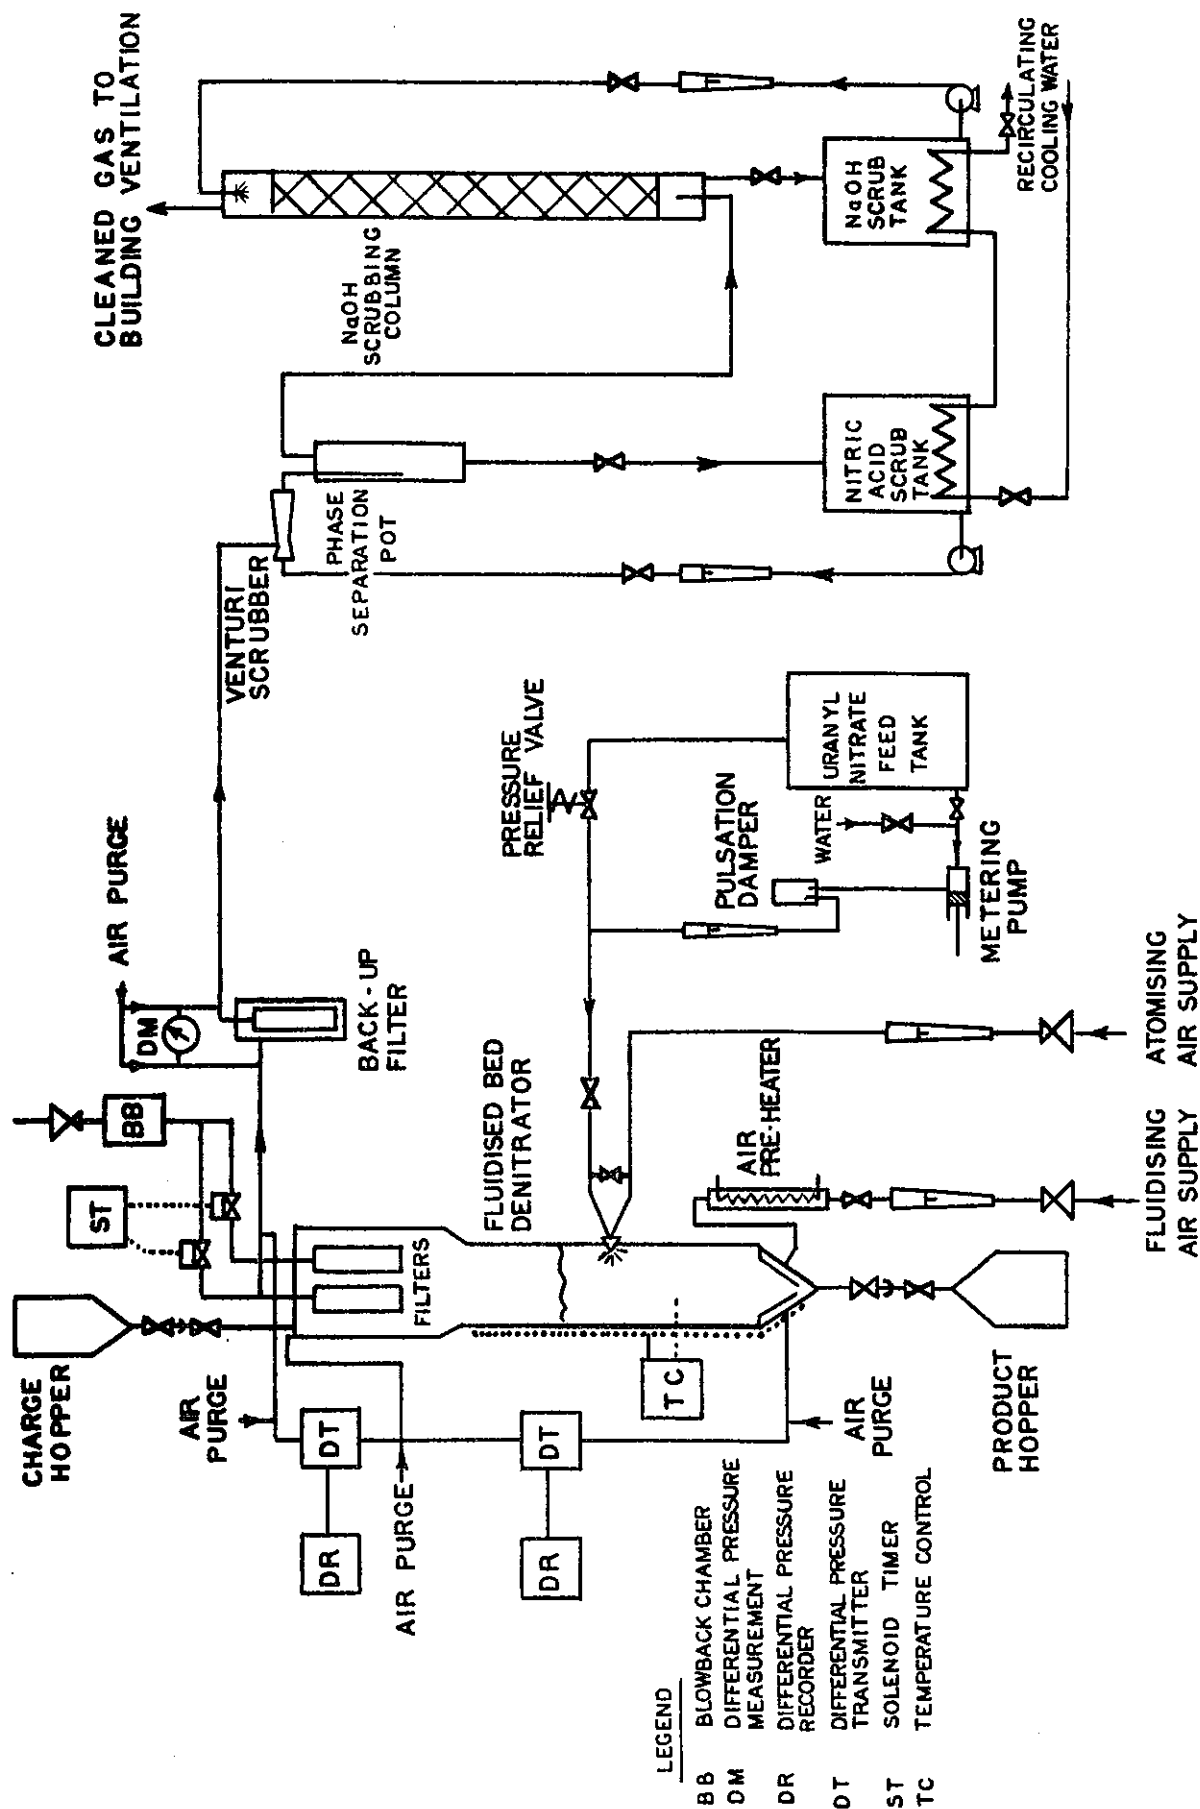 CLEANED GAS TO
BUILDING VENTILATION
NaOH
SCRUBBING
COLUMN
NaOH
SCRUB
TANK
RECIRCULATING
COOLING WATER
VENTURI
SCRUBBER
PHASE
SEPARATION
POT
NITRIC
ACID
SCRUB
TANK
AIR PURGE
DM
BACK-UP
FILTER
PRESSURE
RELIEF VALVE
PULSATION
DAMPER
URANYL
NITRATE
FEED
TANK
WATER
METERING
PUMP
BB
ST
FILTERS
FLUIDISED BED
DENITRATOR
AIR
PRE-HEATER
ATOMISING
AIR SUPPLY
FLUIDISING
AIR SUPPLY
CHARGE
HOPPER
AIR
PURGE
DT
DR
AIR PURGE
DT
DR
TC
AIR
PURGE
PRODUCT
HOPPER
LEGEND
BB BLOWBACK CHAMBER
DM DIFFERENTIAL PRESSURE
MEASUREMENT
DR DIFFERENTIAL PRESSURE
RECORDER
DT DIFFERENTIAL PRESSURE
TRANSMITTER
ST SOLENOID TIMER
TC TEMPERATURE CONTROL